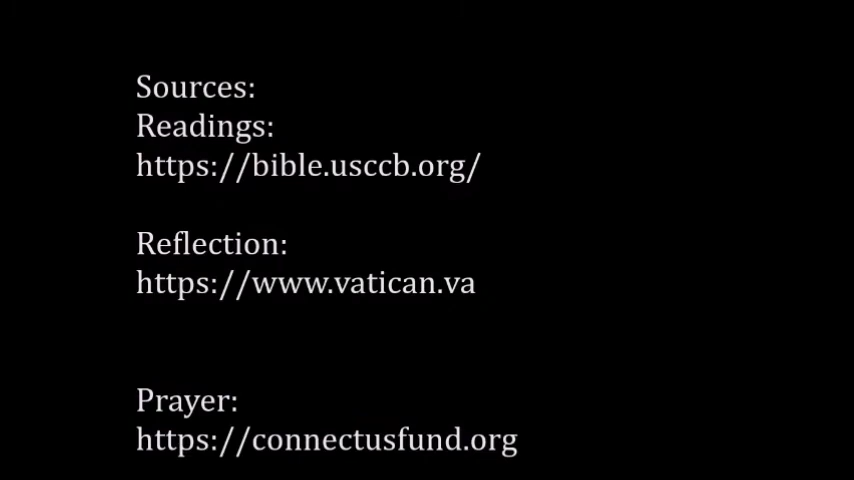 Sources:
Readings:
https://bible.usccb.org/
Reflection:
https://www.vatican.va
Prayer:
https://connectusfund.org